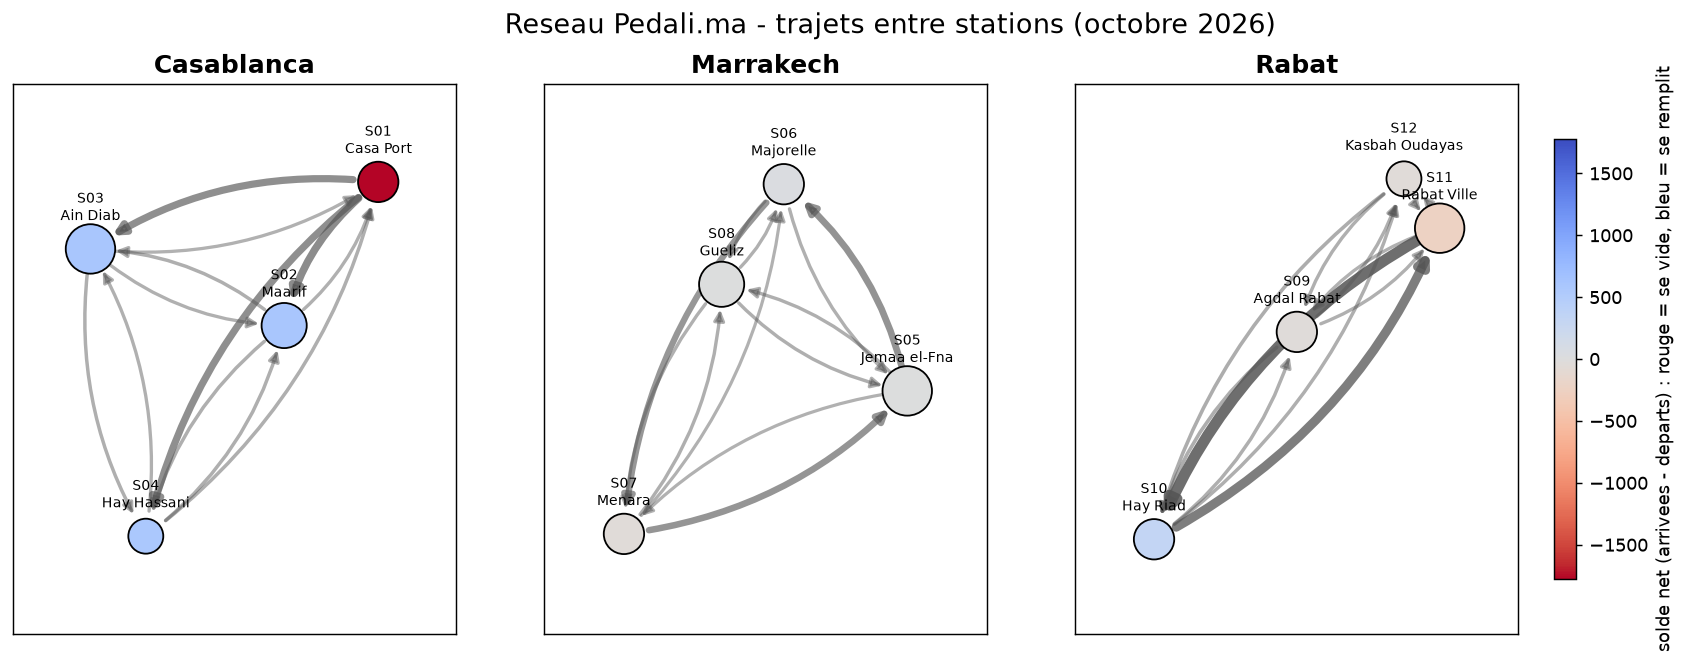 Reseau Pedali.ma - trajets entre stations (octobre 2026)
Casablanca
S01
Casa Port
S03
Ain Diab
S02
Maarif
S04
Hay Hassani
Marrakech
S06
Majorelle
S08
Gueliz
S05
Jemaa el-Fna
S07
Menara
Rabat
S12
Kasbah Oudayas
S11
Rabat Ville
S09
Agdal Rabat
S10
Hay Riad
1500
1000
500
0
−500
−1000
−1500
solde net (arrivees - departs) : rouge = se vide, bleu = se remplit